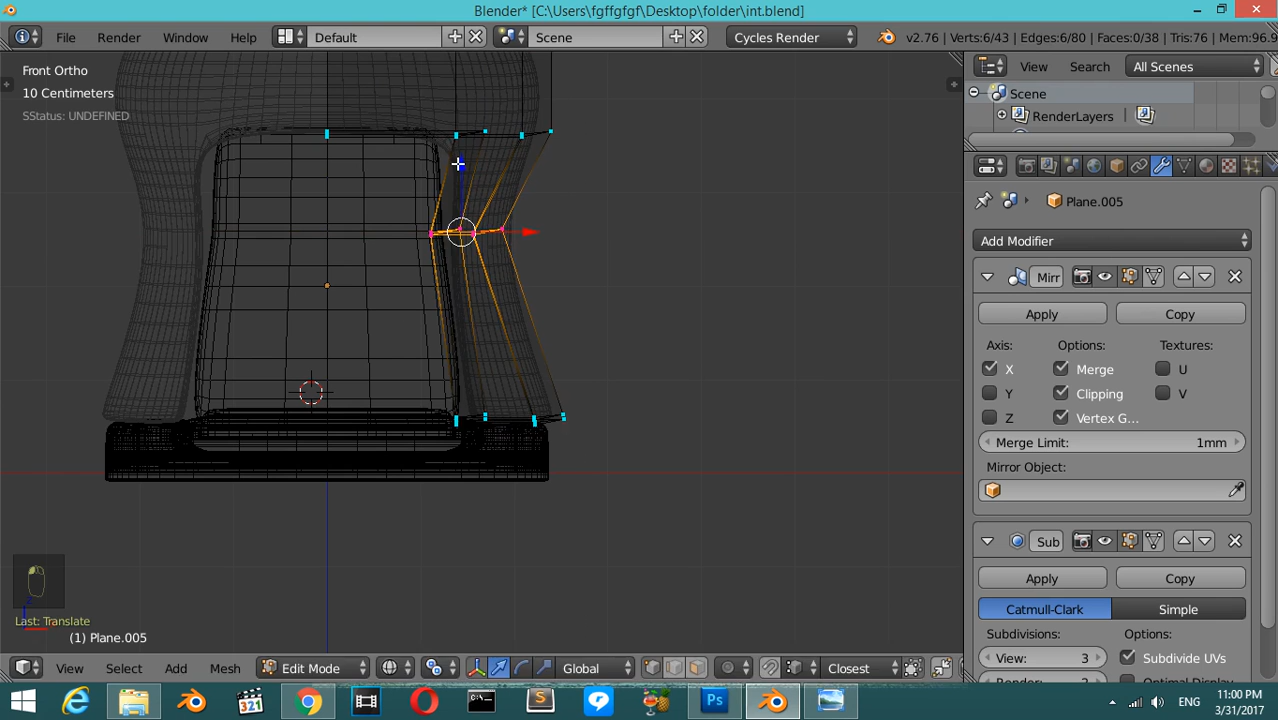 Blender* [C:\Users\fgffgfgf\Desktop\folder\int.blend]
File Render Window Help Default Scene Cycles Render v2.76 | Verts:6/43 | Edges:6/80 | Faces:0/38 | Tris:76 | Mem:96.9
Front Ortho
10 Centimeters
SStatus: UNDEFINED
View Search All Scenes
Scene
RenderLayers
Plane.005
Add Modifier
Mirr
Apply Copy
Axis: Options: Textures:
X Merge U
Y Clipping V
Z Vertex G...
Merge Limit: 1mm
Mirror Object:
Sub
Apply Copy
Catmull-Clark Simple
Subdivisions: Options:
View: 3 Subdivide UVs
Z
Last: Translate
(1) Plane.005
View Select Add Mesh Edit Mode Global Closest
321
ENG
11:00 PM
3/31/2017